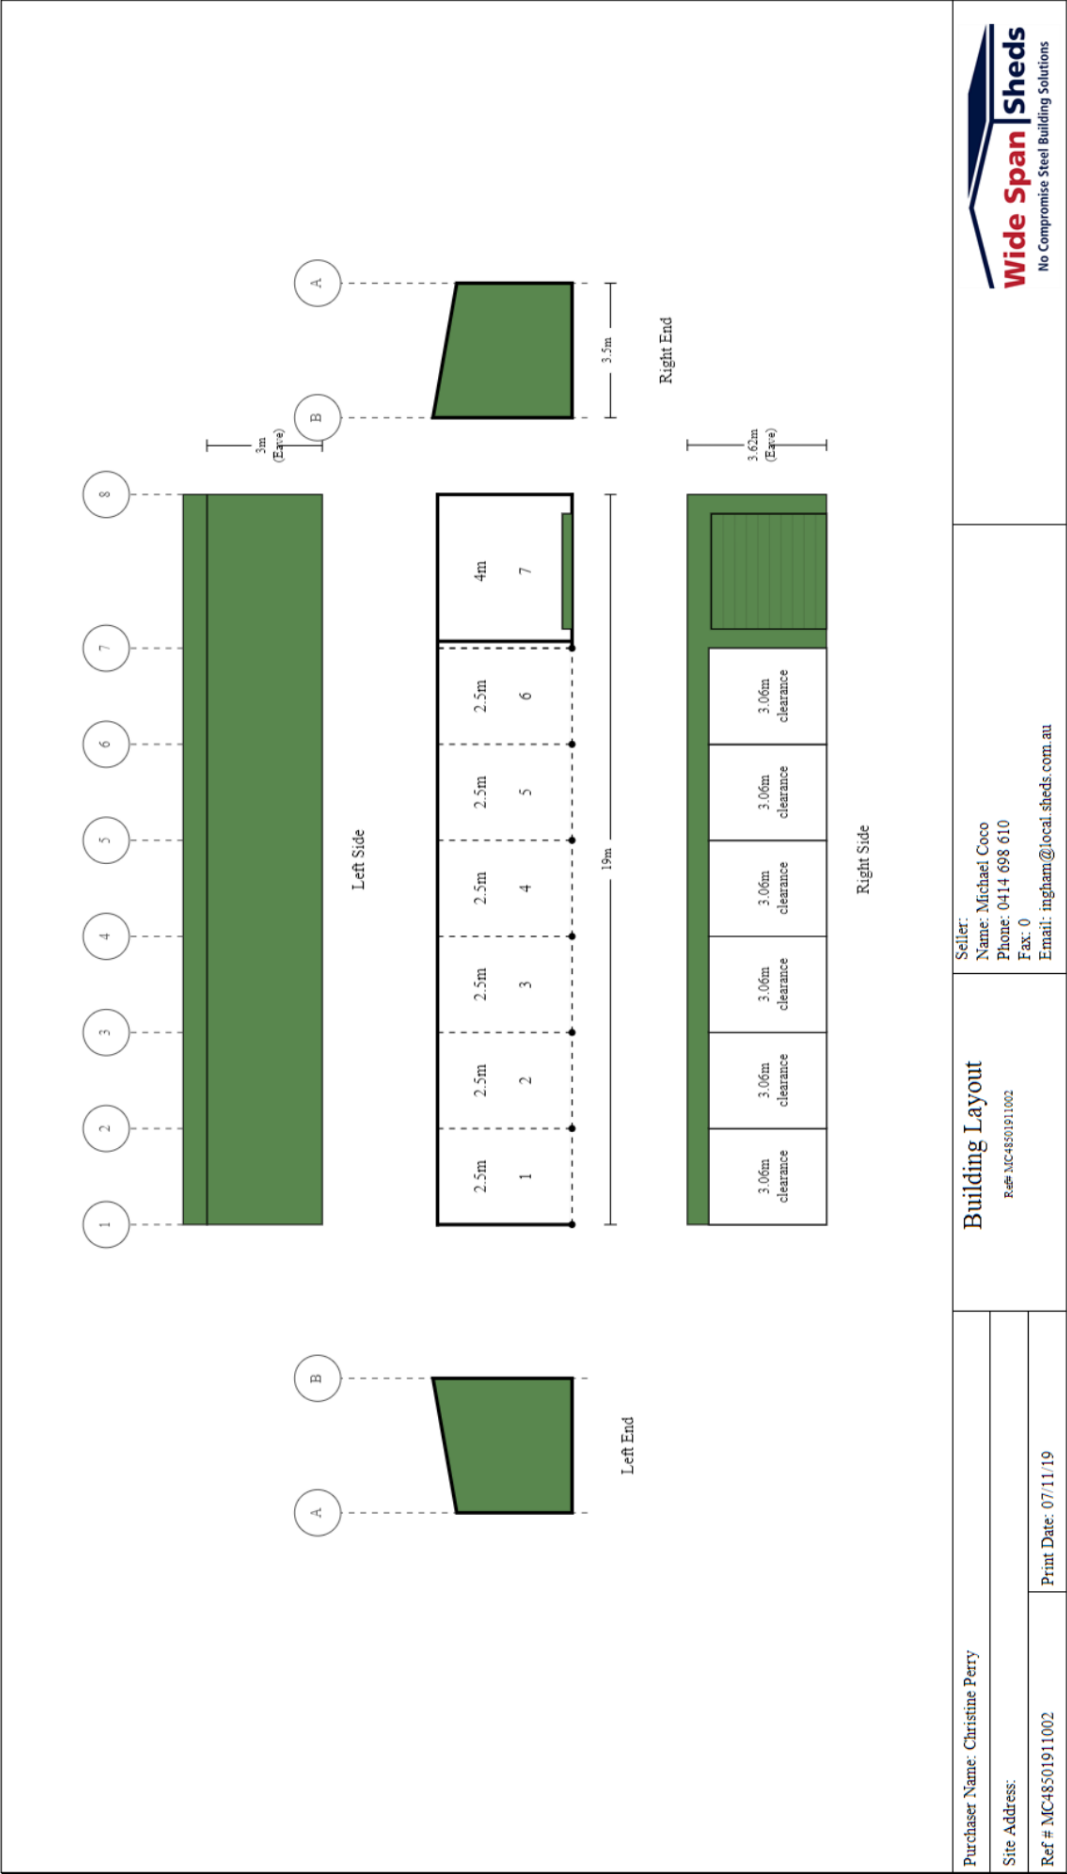 1
2
3
4
5
6
7
8
3m
(Eave)
Left Side
A
B
Left End
2.5m
1
2.5m
2
2.5m
3
2.5m
4
2.5m
5
2.5m
6
4m
7
19m
B
A
3.5m
Right End
3.06m
clearance
3.06m
clearance
3.06m
clearance
3.06m
clearance
3.06m
clearance
3.06m
clearance
3.62m
(Eave)
Right Side
Purchaser Name: Christine Perry
Site Address:
Ref # MC48501911002
Print Date: 07/11/19
Building Layout
Ref# MC48501911002
Seller:
Name: Michael Coco
Phone: 0414 698 610
Fax: 0
Email: ingham@local.sheds.com.au
Wide Span Sheds
No Compromise Steel Building Solutions